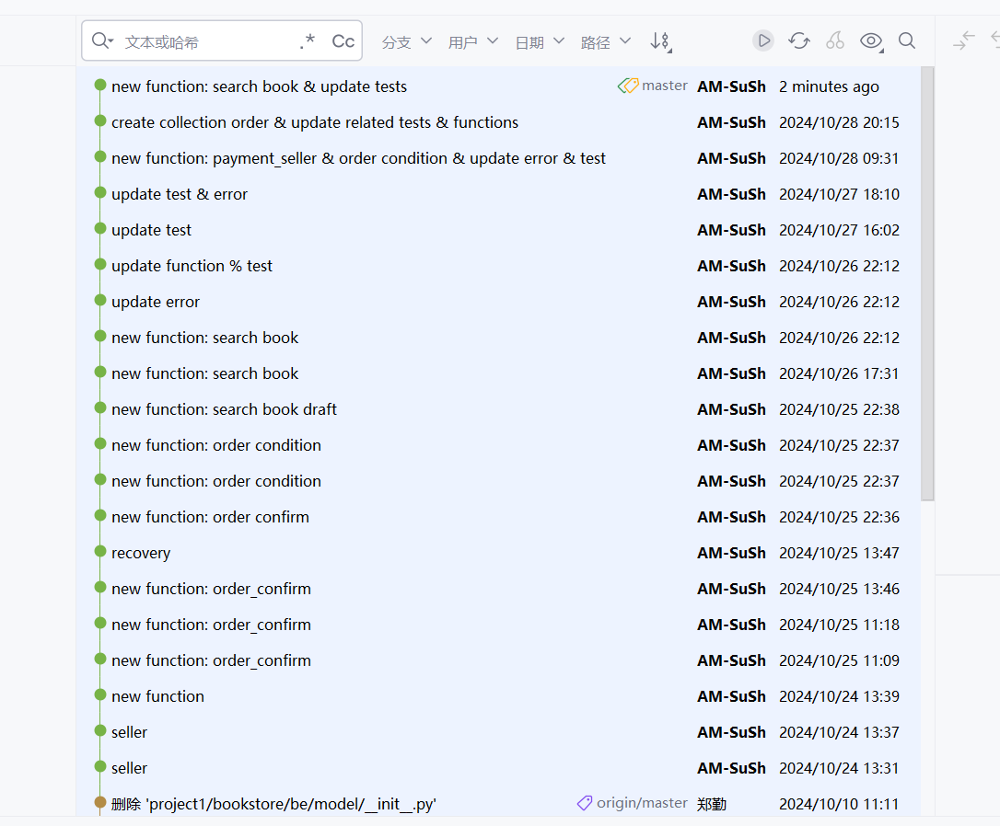 文本或哈希 .* Cc 分支 用户 日期 路径
new function: search book & update tests master AM-SuSh 2 minutes ago
create collection order & update related tests & functions AM-SuSh 2024/10/28 20:15
new function: payment_seller & order condition & update error & test AM-SuSh 2024/10/28 09:31
update test & error AM-SuSh 2024/10/27 18:10
update test AM-SuSh 2024/10/27 16:02
update function % test AM-SuSh 2024/10/26 22:12
update error AM-SuSh 2024/10/26 22:12
new function: search book AM-SuSh 2024/10/26 22:12
new function: search book AM-SuSh 2024/10/26 17:31
new function: search book draft AM-SuSh 2024/10/25 22:38
new function: order condition AM-SuSh 2024/10/25 22:37
new function: order condition AM-SuSh 2024/10/25 22:37
new function: order confirm AM-SuSh 2024/10/25 22:36
recovery AM-SuSh 2024/10/25 13:47
new function: order_confirm AM-SuSh 2024/10/25 13:46
new function: order_confirm AM-SuSh 2024/10/25 11:18
new function: order_confirm AM-SuSh 2024/10/25 11:09
new function AM-SuSh 2024/10/24 13:39
seller AM-SuSh 2024/10/24 13:37
seller AM-SuSh 2024/10/24 13:31
删除 'project1/bookstore/be/model/__init__.py' origin/master 郑勤 2024/10/10 11:11